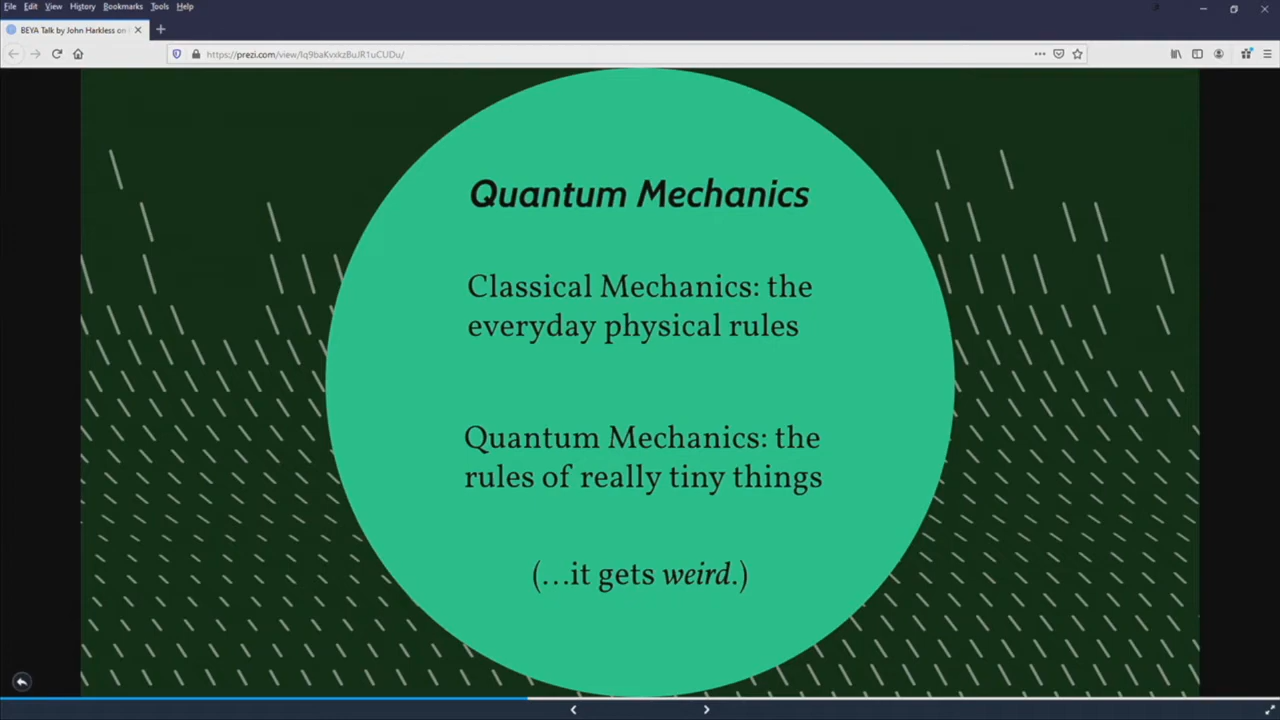 File Edit View History Bookmarks Tools Help
BEYA Talk by John Harkless on
https://prezi.com/view/
Quantum Mechanics
Classical Mechanics: the
everyday physical rules
Quantum Mechanics: the
rules of really tiny things
(...it gets weird.)